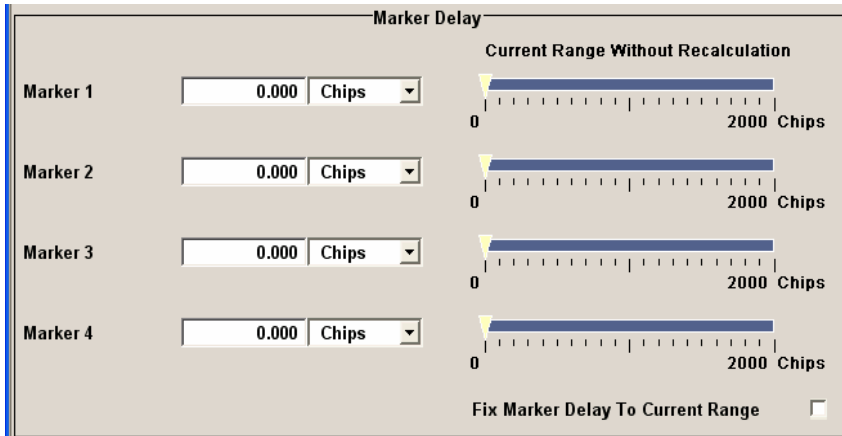 Marker Delay
Current Range Without Recalculation
Marker 1 0.000 Chips
0 2000 Chips
Marker 2 0.000 Chips
0 2000 Chips
Marker 3 0.000 Chips
0 2000 Chips
Marker 4 0.000 Chips
0 2000 Chips
Fix Marker Delay To Current Range